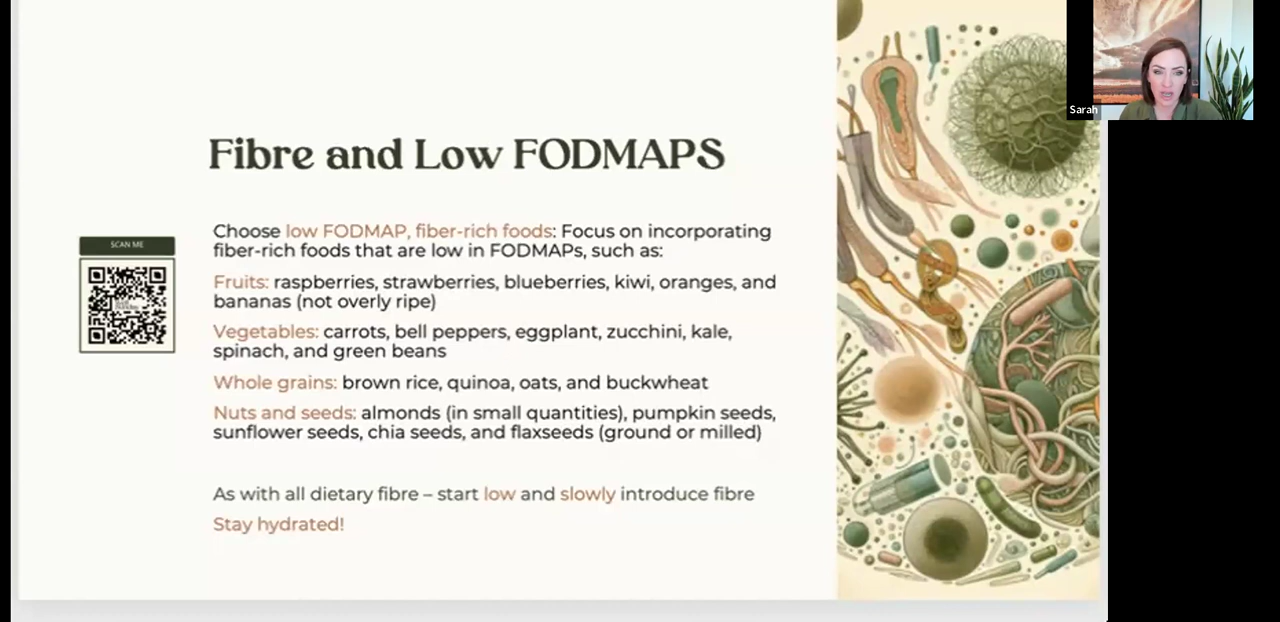 Fibre and Low FODMAPS
SCAN ME
Choose low FODMAP, fiber-rich foods: Focus on incorporating
fiber-rich foods that are low in FODMAPs, such as:
Fruits: raspberries, strawberries, blueberries, kiwi, oranges, and
bananas (not overly ripe)
Vegetables: carrots, bell peppers, eggplant, zucchini, kale,
spinach, and green beans
Whole grains: brown rice, quinoa, oats, and buckwheat
Nuts and seeds: almonds (in small quantities), pumpkin seeds,
sunflower seeds, chia seeds, and flaxseeds (ground or milled)
As with all dietary fibre – start low and slowly introduce fibre
Stay hydrated!
Sarah